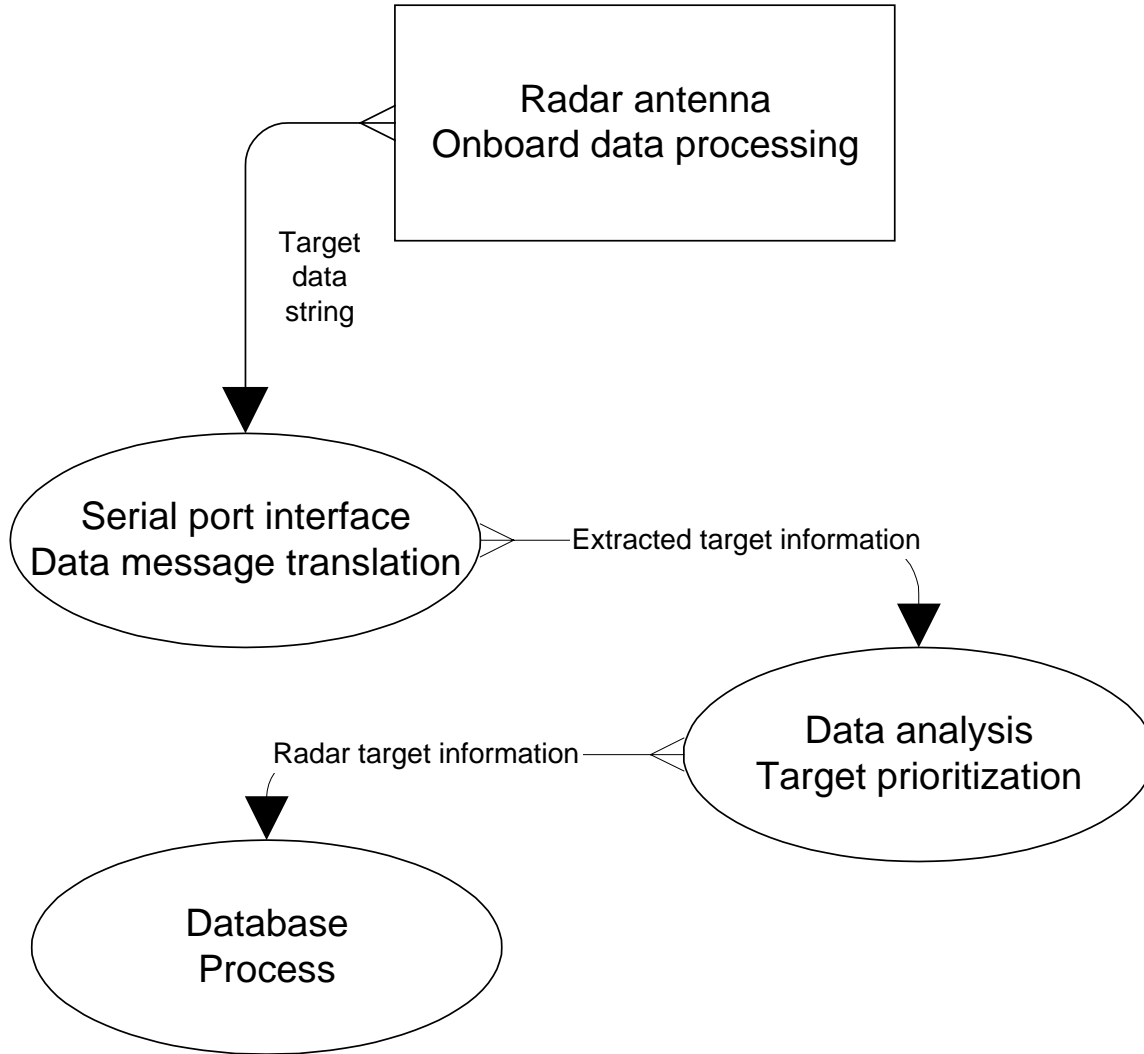 Radar antenna
Onboard data processing
Target
data
string
Serial port interface
Data message translation
Extracted target information
Data analysis
Target prioritization
Radar target information
Database
Process